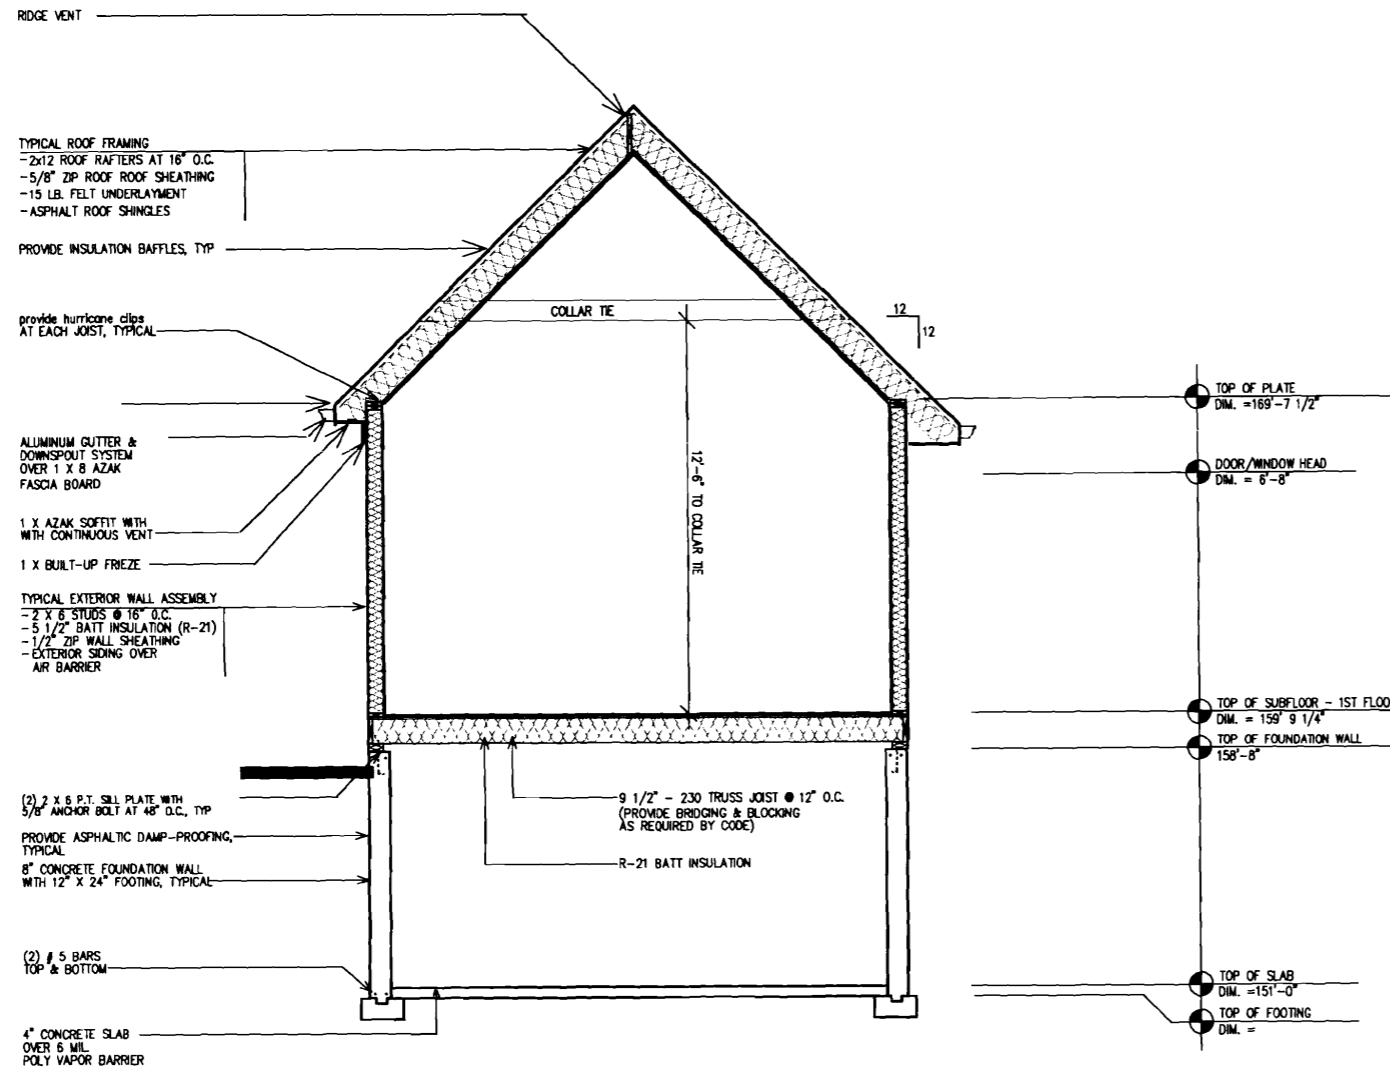 RIDGE VENT
TYPICAL ROOF FRAMING
-2x12 ROOF RAFTERS AT 16" O.C.
-5/8" ZIP ROOF ROOF SHEATHING
-15 LB. FELT UNDERLAYMENT
-ASPHALT ROOF SHINGLES
PROVIDE INSULATION BAFFLES, TYP
provide hurricane clips
AT EACH JOIST, TYPICAL
ALUMINUM GUTTER &
DOWNSPOUT SYSTEM
OVER 1 X 8 AZAK
FASCIA BOARD
1 X AZAK SOFFIT WITH
WITH CONTINUOUS VENT
1 X BUILT-UP FRIEZE
TYPICAL EXTERIOR WALL ASSEMBLY
- 2 X 6 STUDS @ 16" O.C.
- 5 1/2" BATT INSULATION (R-21)
- 1/2" ZIP WALL SHEATHING
- EXTERIOR SIDING OVER
AIR BARRIER
(2) 2 X 6 P.T. SILL PLATE WITH
5/8" ANCHOR BOLT AT 48" O.C., TYP
PROVIDE ASPHALTIC DAMP-PROOFING,
TYPICAL
8" CONCRETE FOUNDATION WALL
WITH 12" X 24" FOOTING, TYPICAL
(2) # 5 BARS
TOP & BOTTOM
4" CONCRETE SLAB
OVER 6 MIL
POLY VAPOR BARRIER
COLLAR TIE
12'-6" TO COLLAR TIE
9 1/2" - 230 TRUSS JOIST @ 12" O.C.
(PROVIDE BRIDGING & BLOCKING
AS REQUIRED BY CODE)
R-21 BATT INSULATION
12
12
TOP OF PLATE
DIM. =169'-7 1/2"
DOOR/WINDOW HEAD
DIM. = 6'-8"
TOP OF SUBFLOOR - 1ST FLOO
DIM. = 159' 9 1/4"
TOP OF FOUNDATION WALL
158'-8"
TOP OF SLAB
DIM. =151'-0"
TOP OF FOOTING
DIM. =